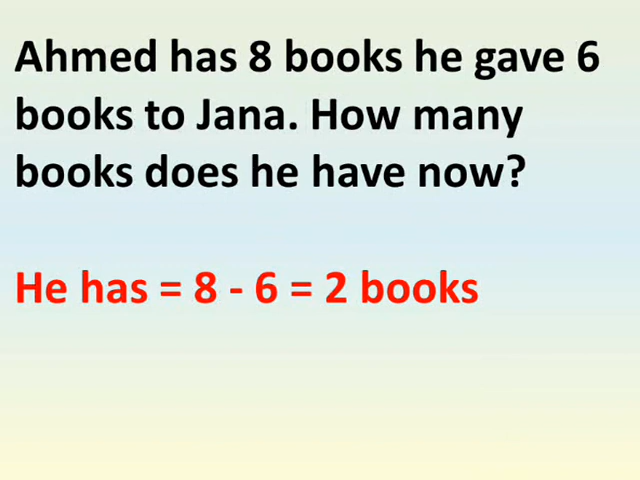 Ahmed has 8 books he gave 6
books to Jana. How many
books does he have now?
He has = 8 - 6 = 2 books